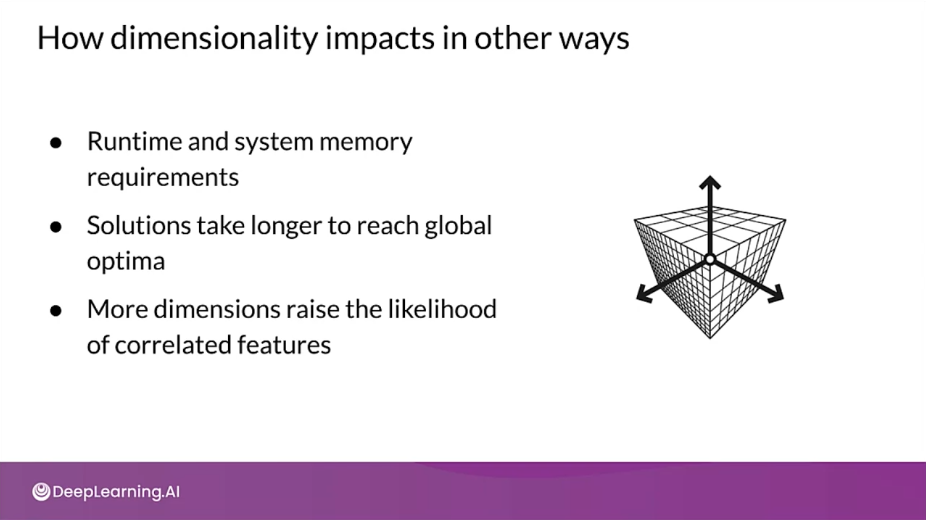 How dimensionality impacts in other ways
● Runtime and system memory
requirements
● Solutions take longer to reach global
optima
● More dimensions raise the likelihood
of correlated features
DeepLearning.AI